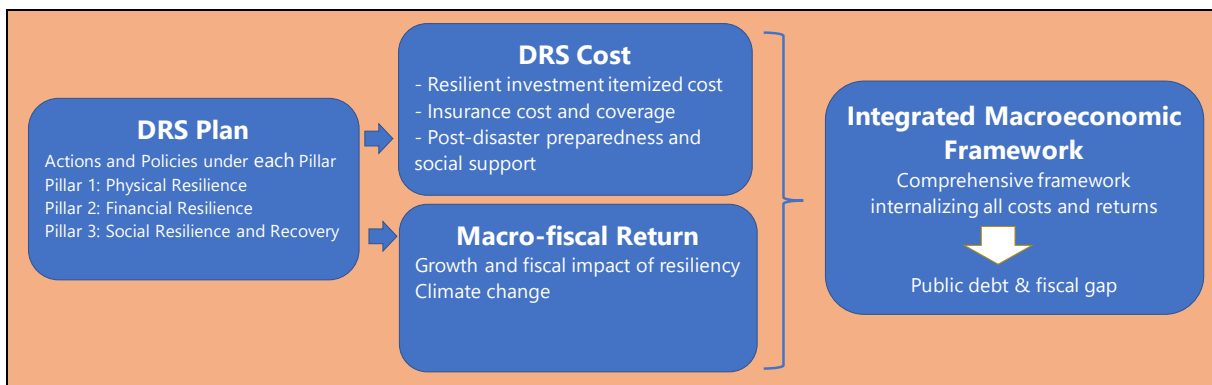 DRS Plan
Actions and Policies under each Pillar
Pillar 1: Physical Resilience
Pillar 2: Financial Resilience
Pillar 3: Social Resilience and Recovery
DRS Cost
- Resilient investment itemized cost
- Insurance cost and coverage
- Post-disaster preparedness and
social support
Macro-fiscal Return
Growth and fiscal impact of resiliency
Climate change
Integrated Macroeconomic
Framework
Comprehensive framework
internalizing all costs and returns
Public debt & fiscal gap